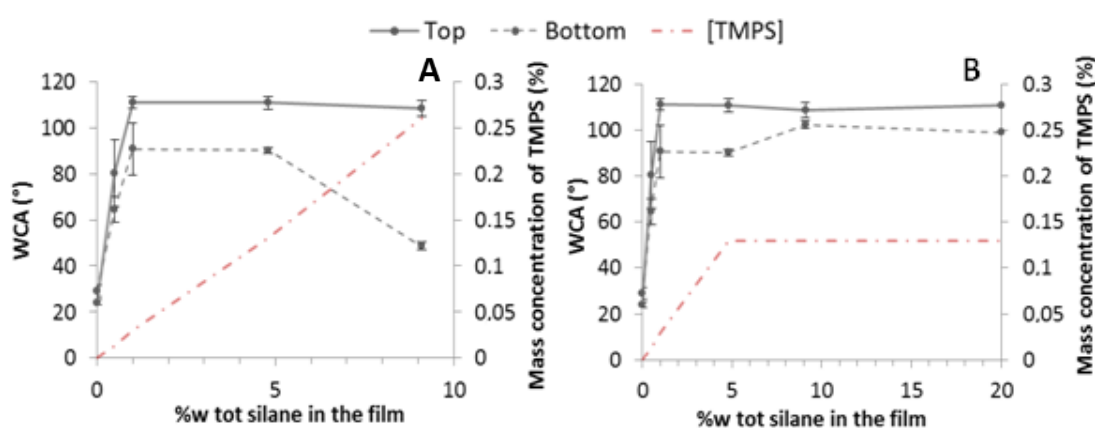 Top Bottom [TMPS]
A
120
100
80
60
40
20
0
WCA (°)
0.3
0.25
0.2
0.15
0.1
0.05
0
Mass concentration of TMPS (%)
0 5 10
%w tot silane in the film
B
120
100
80
60
40
20
0
WCA (°)
0.3
0.25
0.2
0.15
0.1
0,05
0
Mass concentration of TMPS (%)
0 5 10 15 20
%w tot silane in the film